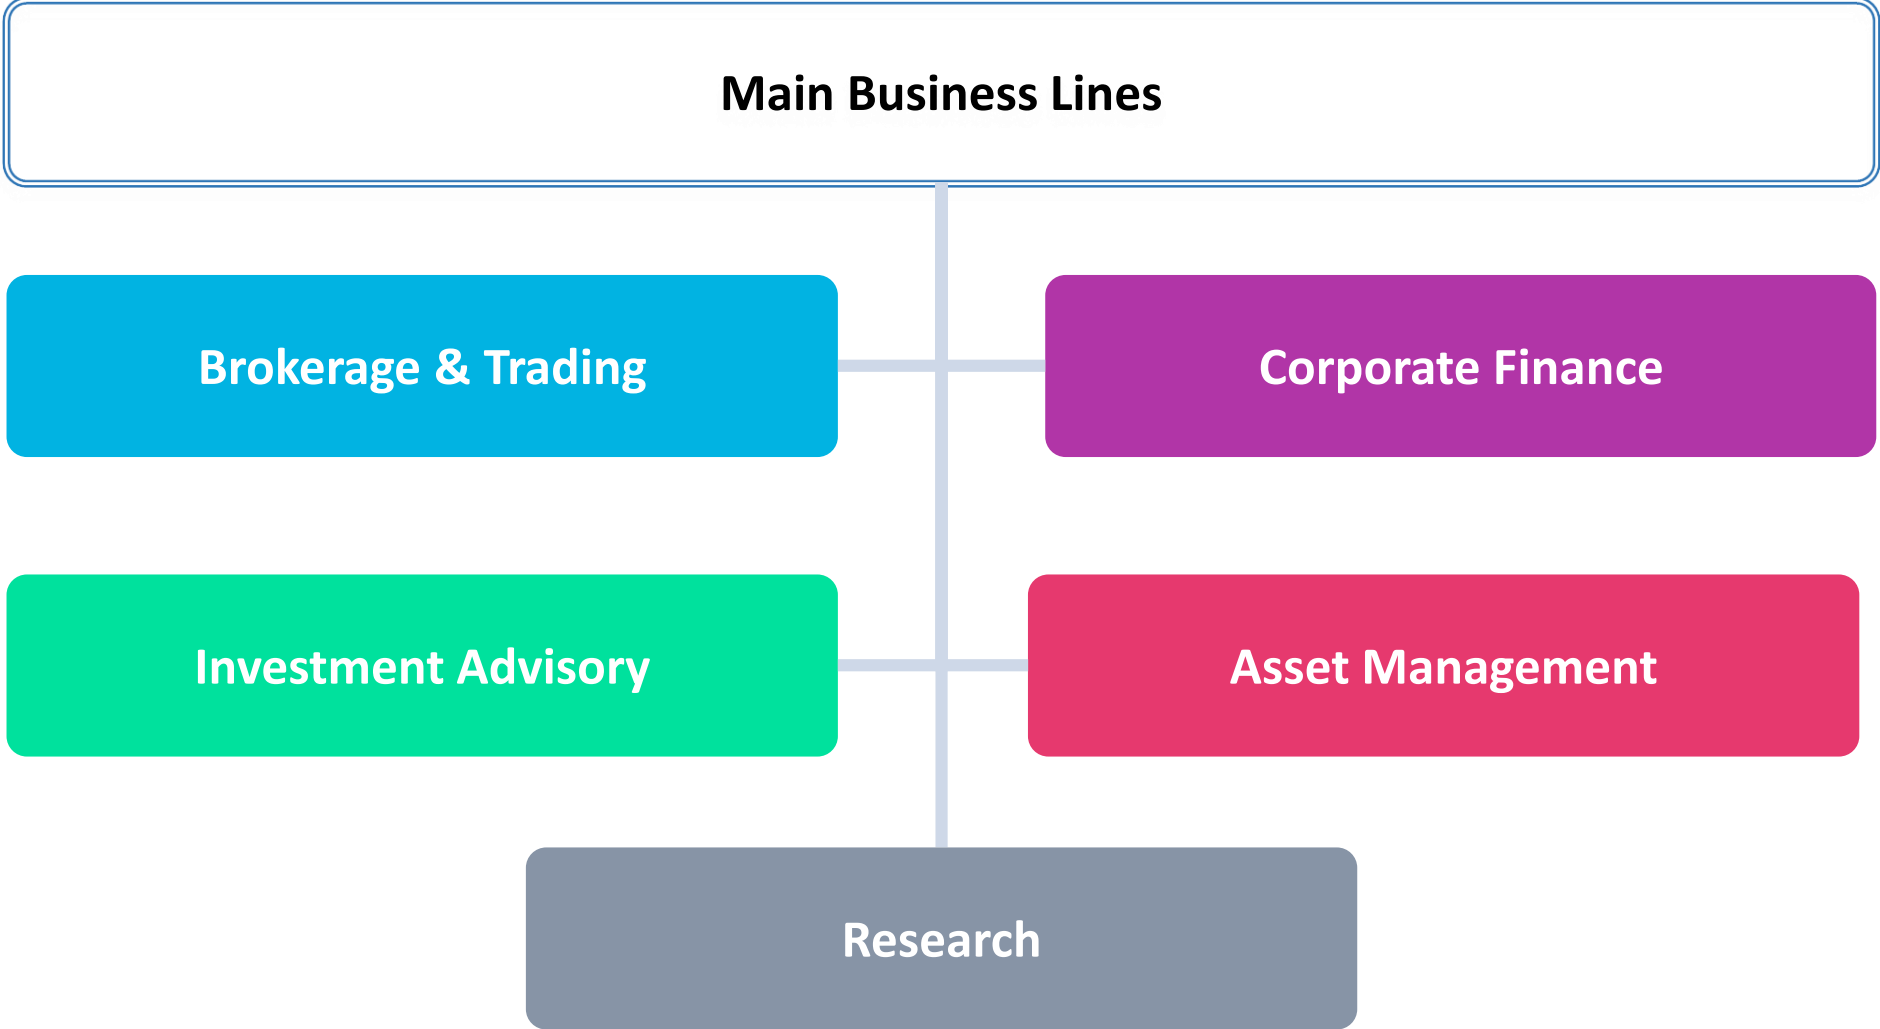 Main Business Lines
Brokerage & Trading
Corporate Finance
Investment Advisory
Asset Management
Research